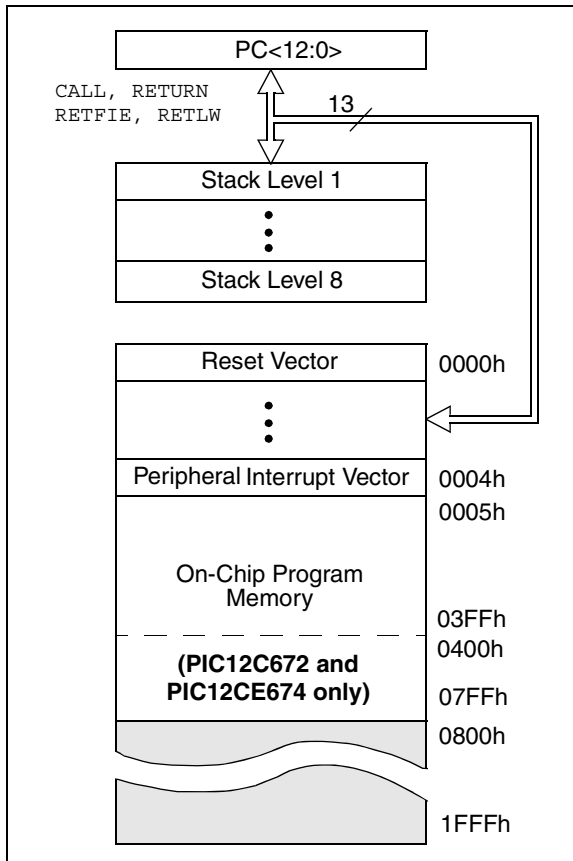 PC<12:0>
CALL, RETURN
RETFIE, RETLW
13
Stack Level 1
Stack Level 8
Reset Vector
0000h
Peripheral Interrupt Vector
0004h
0005h
On-Chip Program
Memory
03FFh
0400h
(PIC12C672 and
PIC12CE674 only)
07FFh
0800h
1FFFh